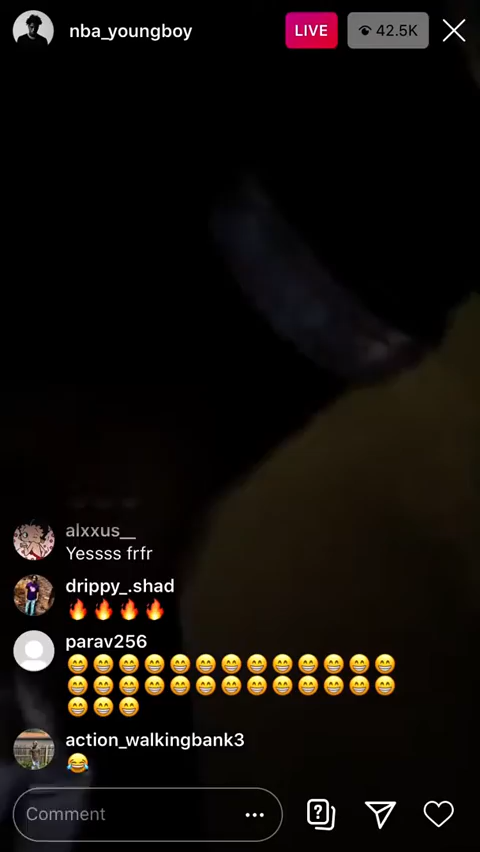 nba_youngboy LIVE 42.5K
alxxus__
Yessss frfr
drippy_.shad
🔥🔥🔥🔥
parav256
😁😁😁😁😁😁😁😁😁😁😁😁😁
😁😁😁😁😁😁😁😁😁😁😁😁😁
😁😁😁
action_walkingbank3
😂
Comment